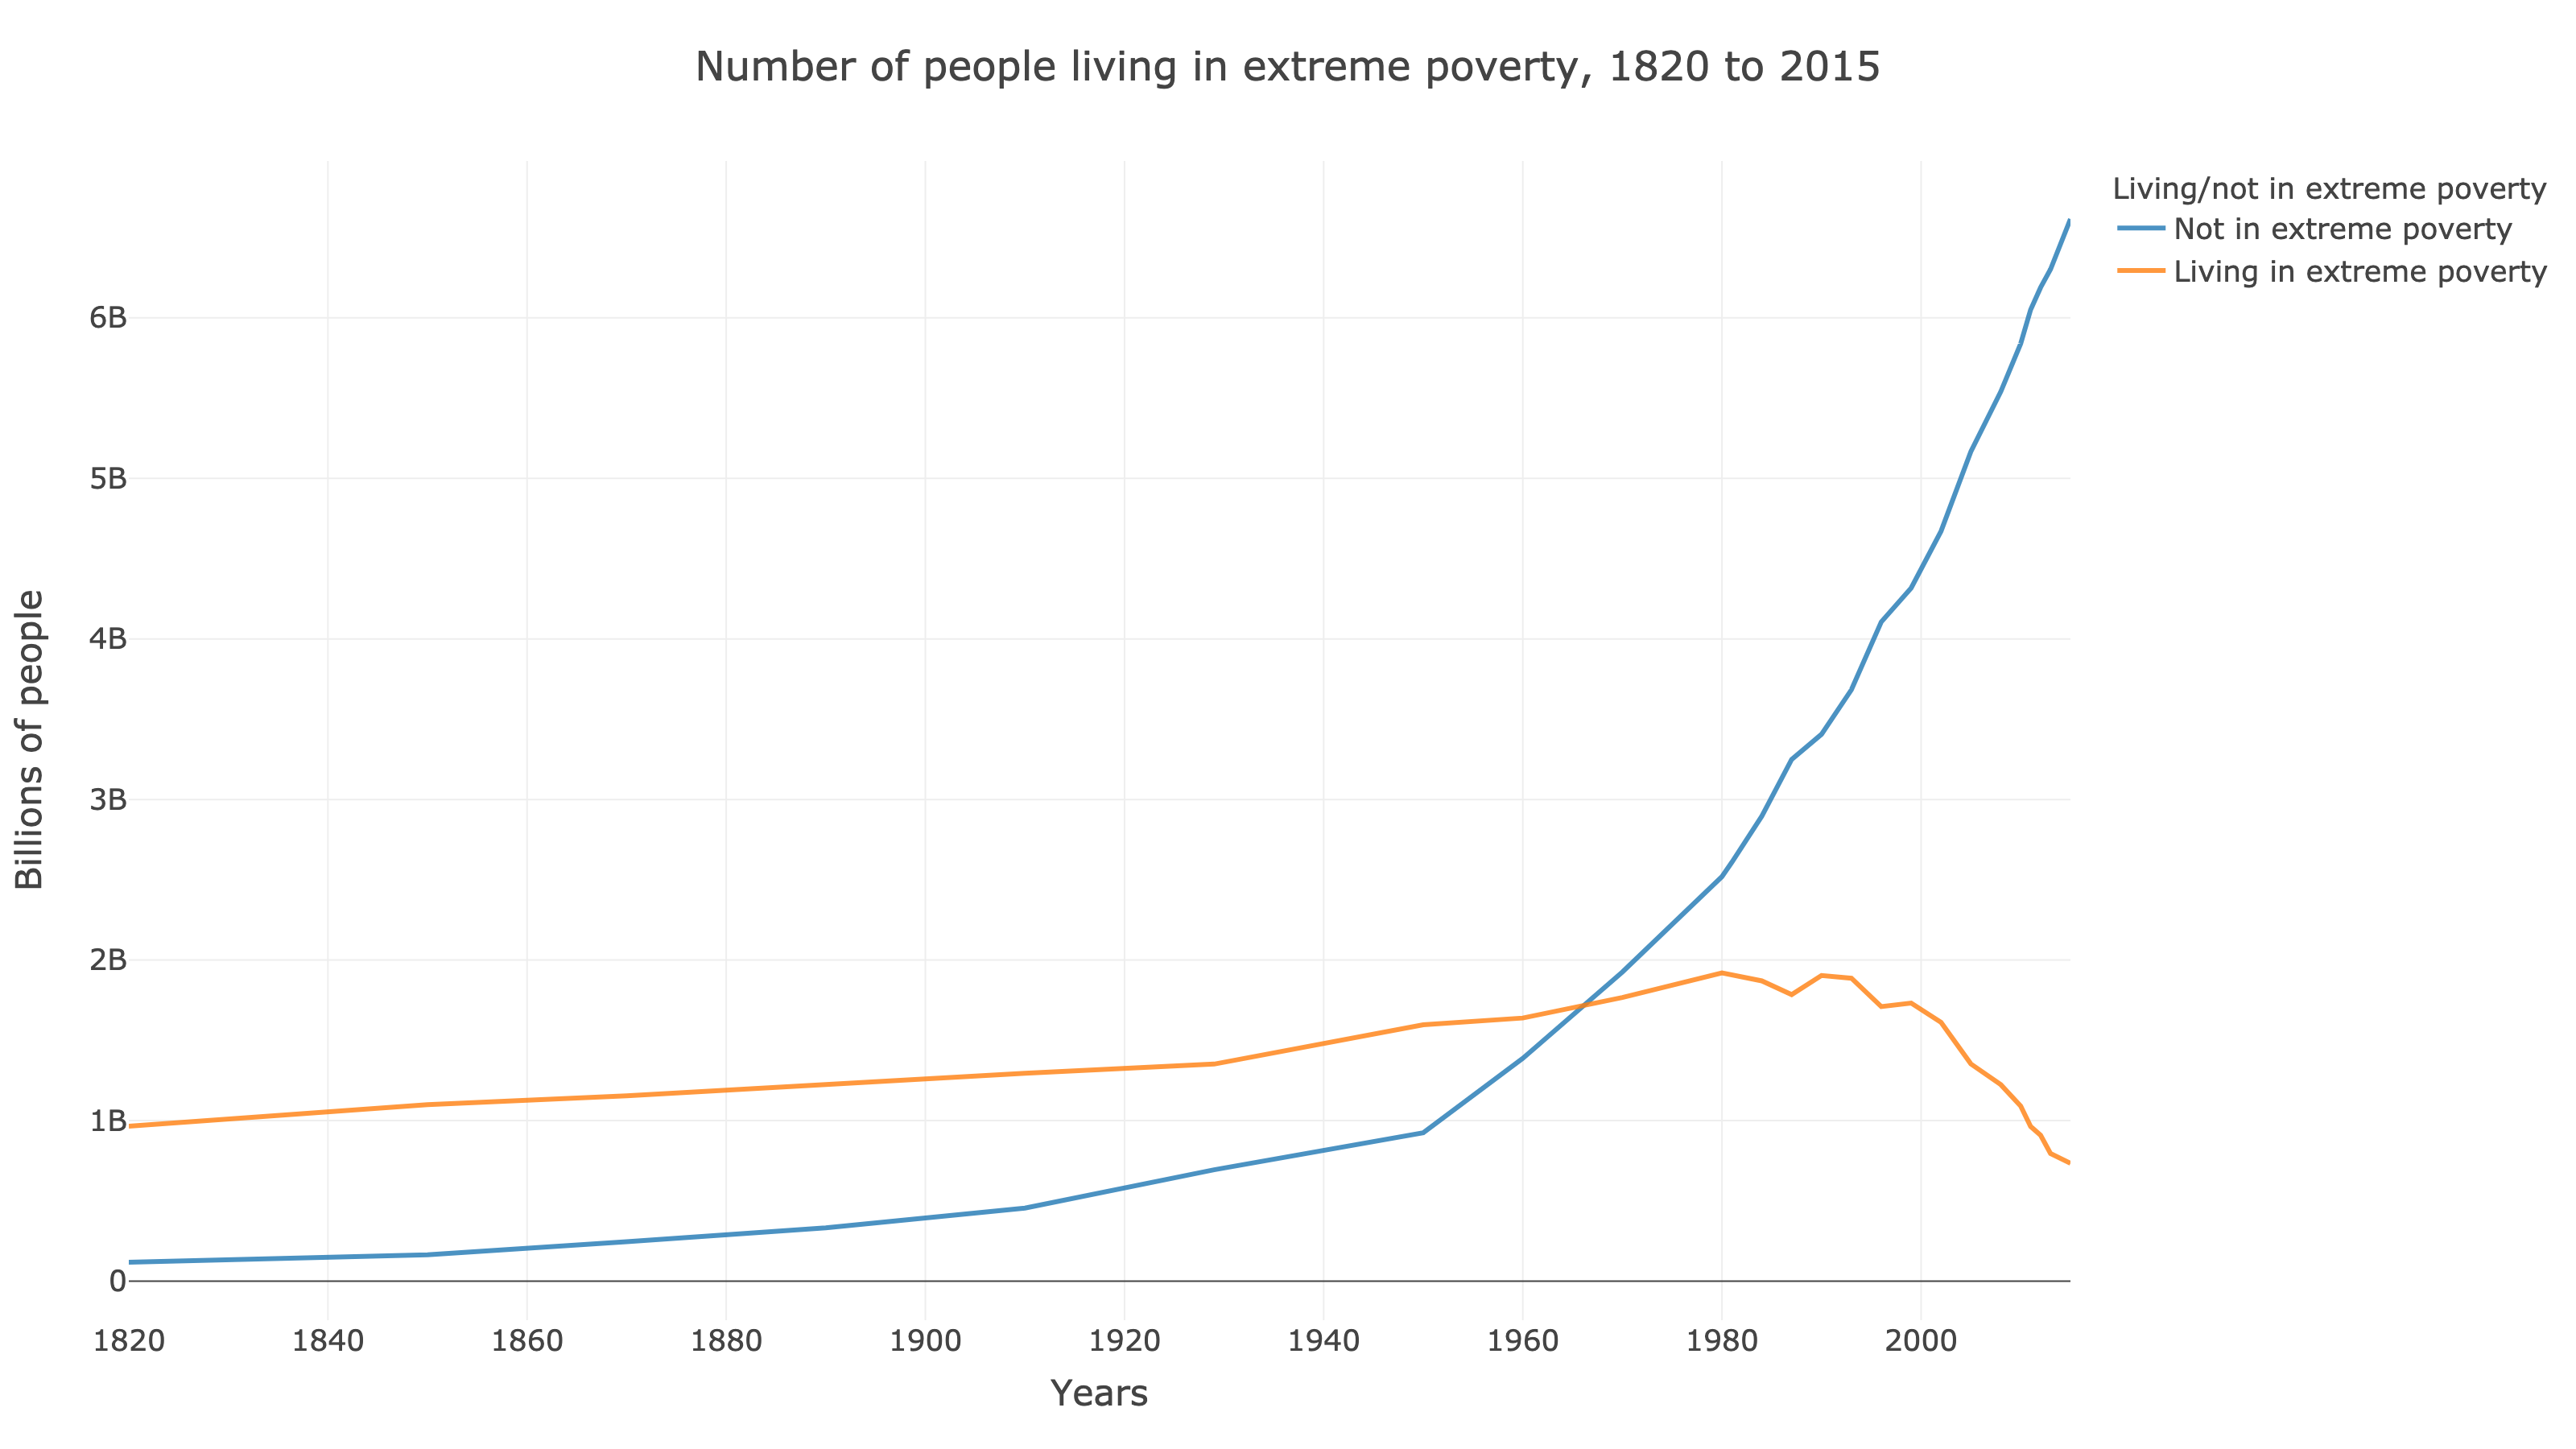 Number of people living in extreme poverty, 1820 to 2015
Living/not in extreme poverty
Not in extreme poverty
Living in extreme poverty
Billions of people
6B
5B
4B
3B
2B
1B
0
1820 1840 1860 1880 1900 1920 1940 1960 1980 2000
Years